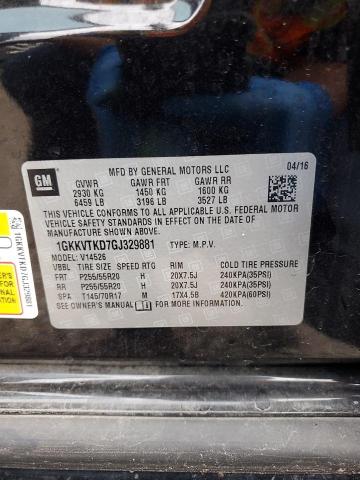 GM
MFD BY GENERAL MOTORS LLC 04/16
GVWR GAWR FRT GAWR RR
2930 KG 1450 KG 1600 KG
6459 LB 3196 LB 3527 LB
THIS VEHICLE CONFORMS TO ALL APPLICABLE U.S. FEDERAL MOTOR
VEHICLE SAFETY STANDARDS IN EFFECT ON THE DATE OF
MANUFACTURE SHOWN ABOVE.
1GKKVTKD7GJ329881 TYPE: M.P.V.
MODEL: V14526
VBBL TIRE SIZE SPEED RTG RIM COLD TIRE PRESSURE
FRT P255/55R20 H 20X7.5J 240KPA(35PSI)
RR P255/55R20 H 20X7.5J 240KPA(35PSI)
SPA T145/70R17 M 17X4.5B 420KPA(60PSI)
SEE OWNER'S MANUAL FOR MORE INFORMATION.
1GKKVTKD7GJ329881